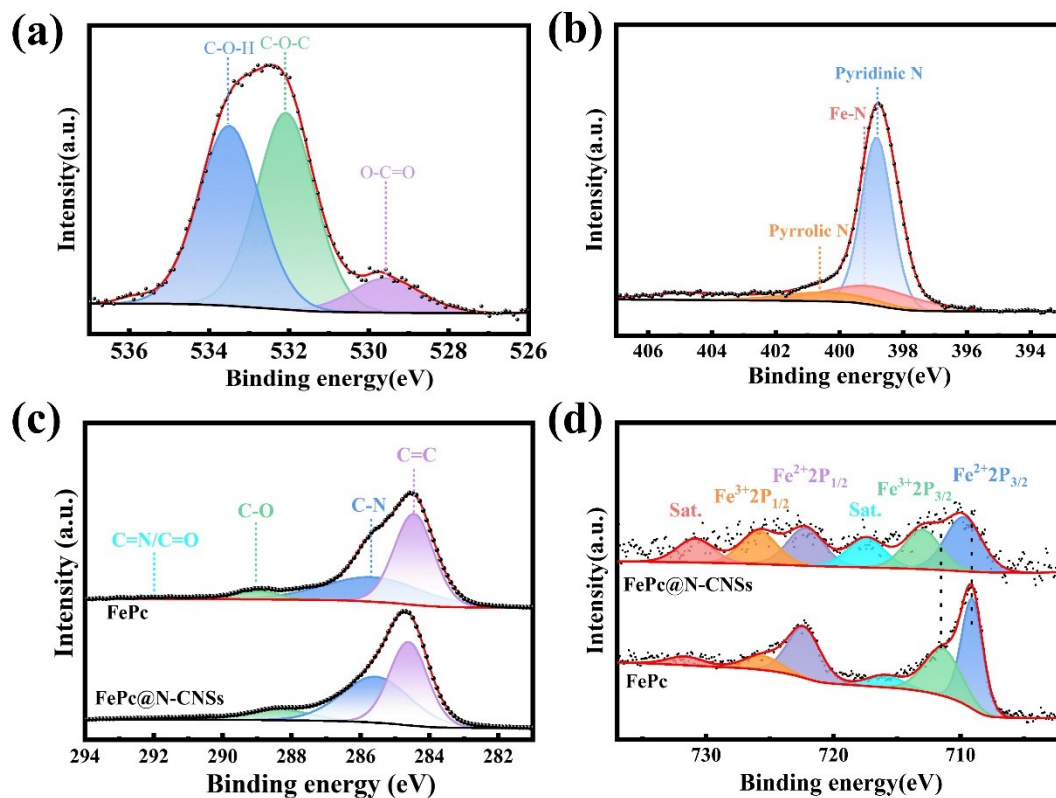 (a)
C-O-H
C-O-C
O-C=O
Intensity(a.u.)
536 534 532 530 528 526
Binding energy(eV)
(b)
Pyridinic N
Fe-N
Pyrrolic N
Intensity(a.u.)
406 404 402 400 398 396 394
Binding energy(eV)
(c)
C=C
C-N
C-O
C=N/C=O
FePc
FePc@N-CNSs
Intensity (a.u.)
294 292 290 288 286 284 282
Binding energy(eV)
(d)
Fe²⁺2P₃/₂
Fe³⁺2P₃/₂
Sat.
Fe²⁺2P₁/₂
Fe³⁺2P₁/₂
Sat.
FePc@N-CNSs
FePc
Intensity (a.u.)
730 720 710
Binding energy(eV)